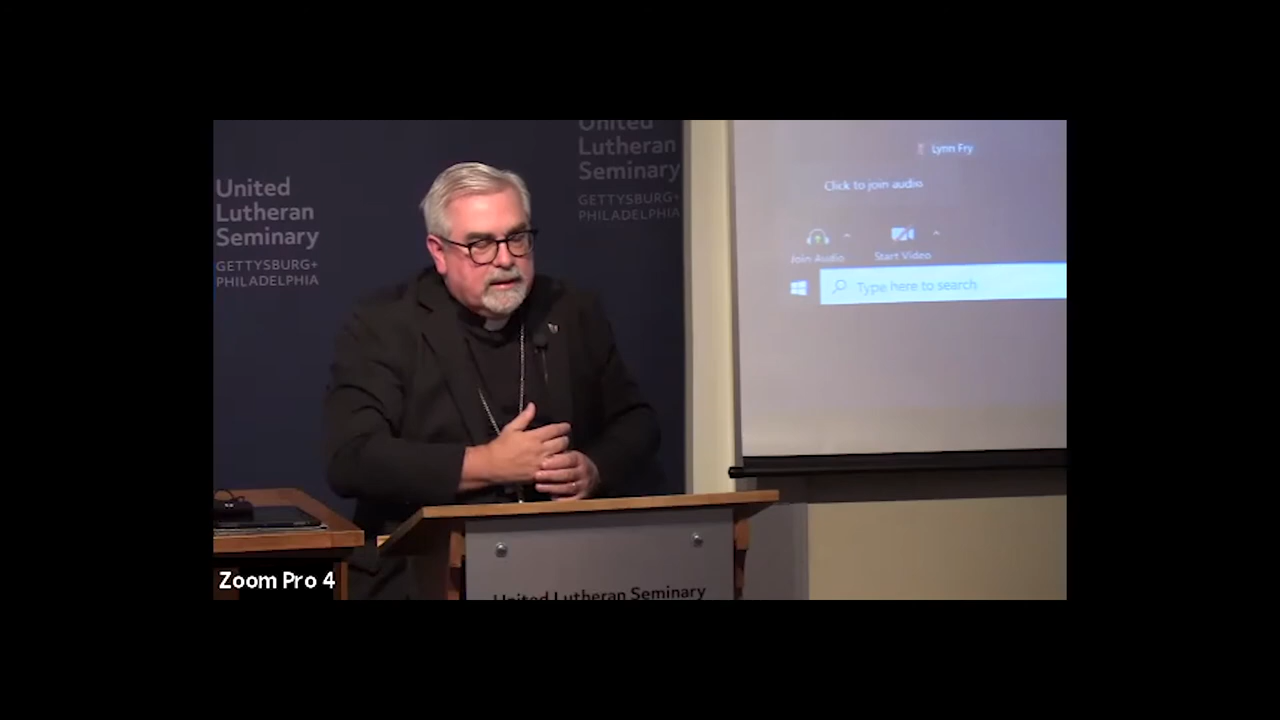 United
Lutheran
Seminary
GETTYSBURG+
PHILADELPHIA
United
Lutheran
Seminary
GETTYSBURG+
PHILADELPHIA
Lynn Fry
Click to join audio
Join Audio
Start Video
Type here to search
United Lutheran Seminary
Zoom Pro 4